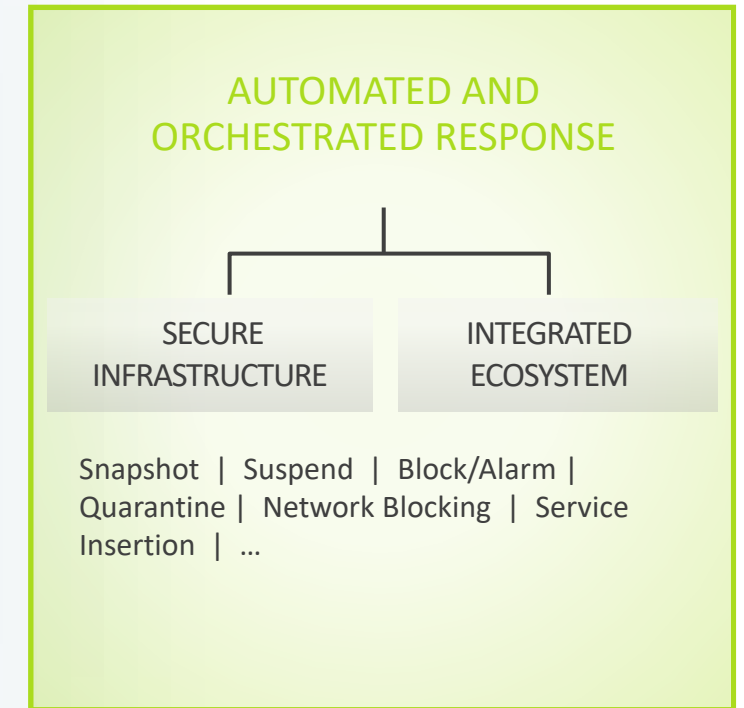 AUTOMATED AND
ORCHESTRATED RESPONSE
SECURE
INFRASTRUCTURE
INTEGRATED
ECOSYSTEM
Snapshot | Suspend | Block/Alarm |
Quarantine | Network Blocking | Service
Insertion | …